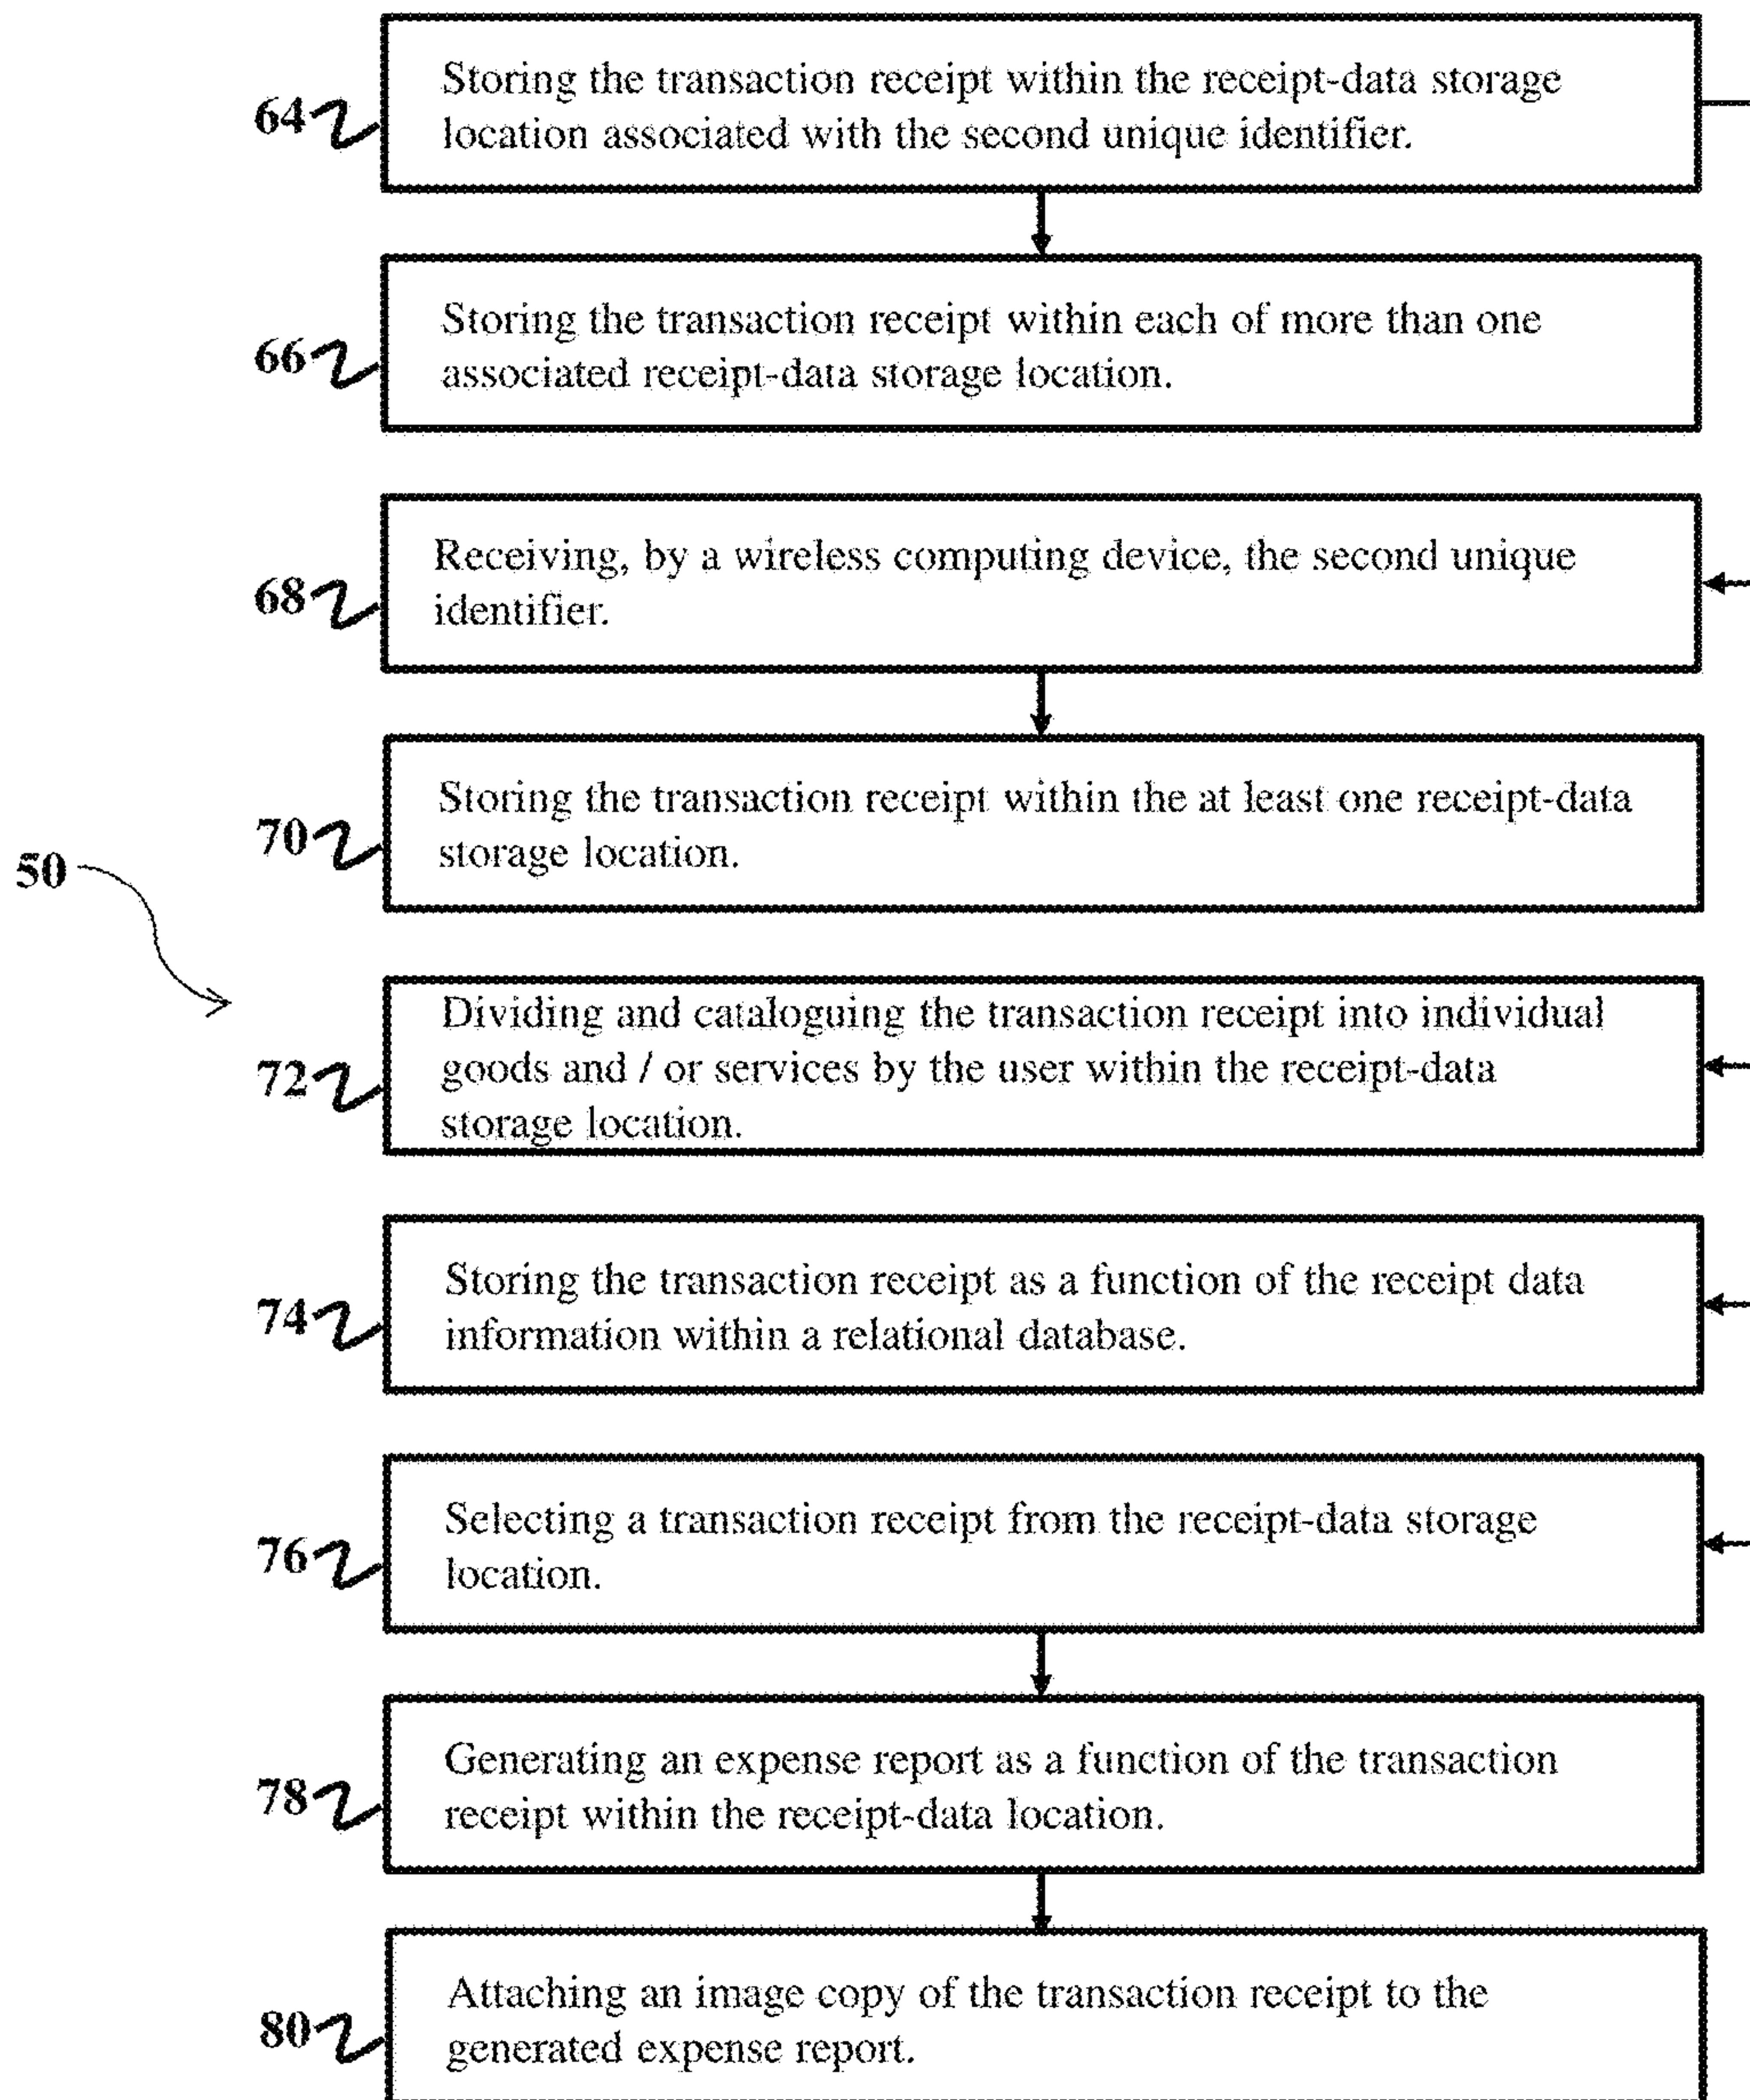 64
Storing the transaction receipt within the receipt-data storage
location associated with the second unique identifier.
66
Storing the transaction receipt within each of more than one
associated receipt-data storage location.
68
Receiving, by a wireless computing device, the second unique
identifier.
70
Storing the transaction receipt within the at least one receipt-data
storage location.
50
72
Dividing and cataloguing the transaction receipt into individual
goods and / or services by the user within the receipt-data
storage location.
74
Storing the transaction receipt as a function of the receipt data
information within a relational database.
76
Selecting a transaction receipt from the receipt-data storage
location.
78
Generating an expense report as a function of the transaction
receipt within the receipt-data location.
80
Attaching an image copy of the transaction receipt to the
generated expense report.